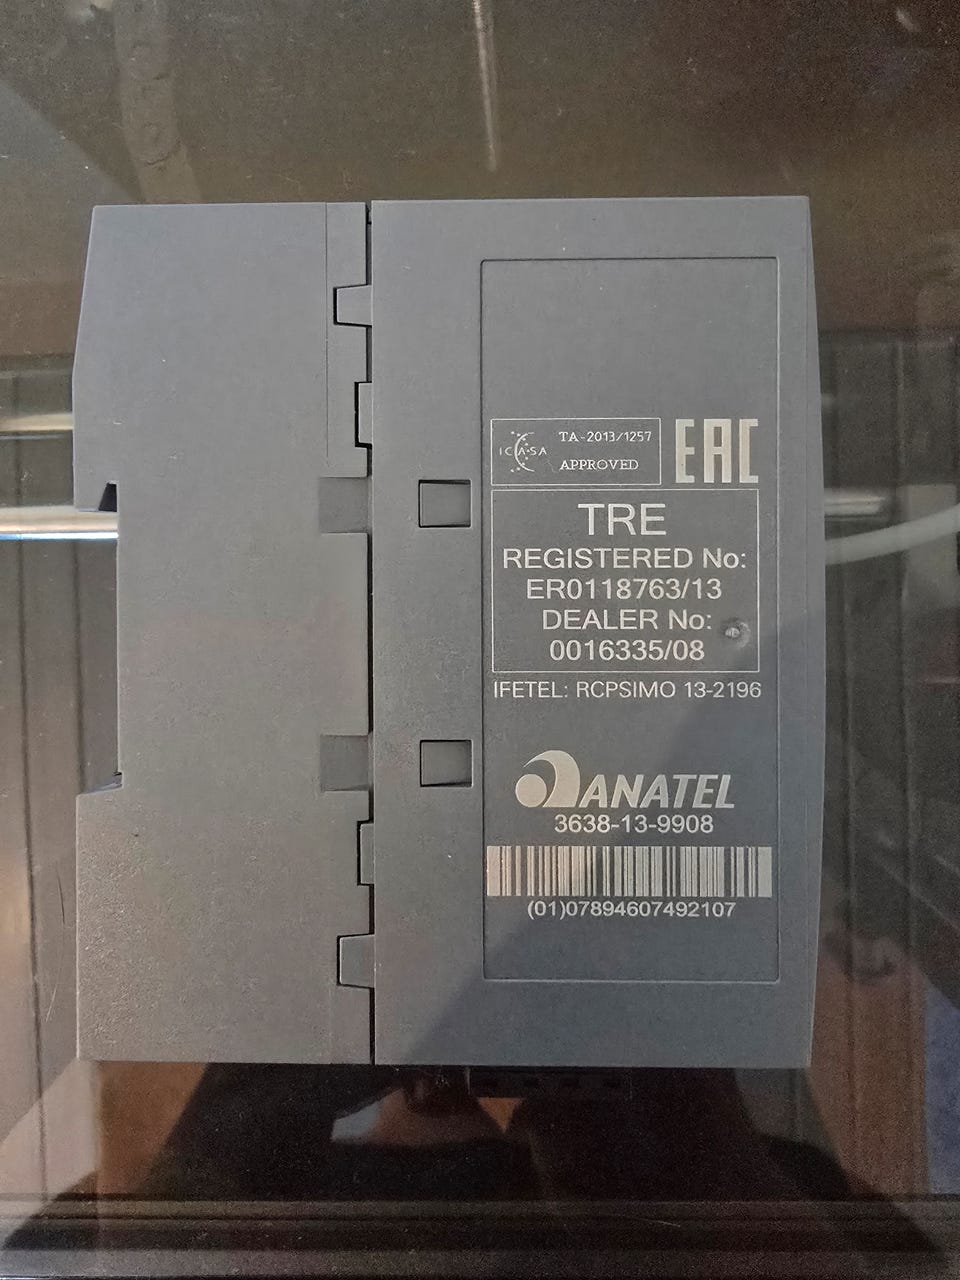 ICASA
TA-2013/1257
APPROVED
EAC
TRE
REGISTERED No:
ER0118763/13
DEALER No:
0016335/08
IFETEL: RCPSIMO 13-2196
ANATEL
3638-13-9908
(01)07894607492107